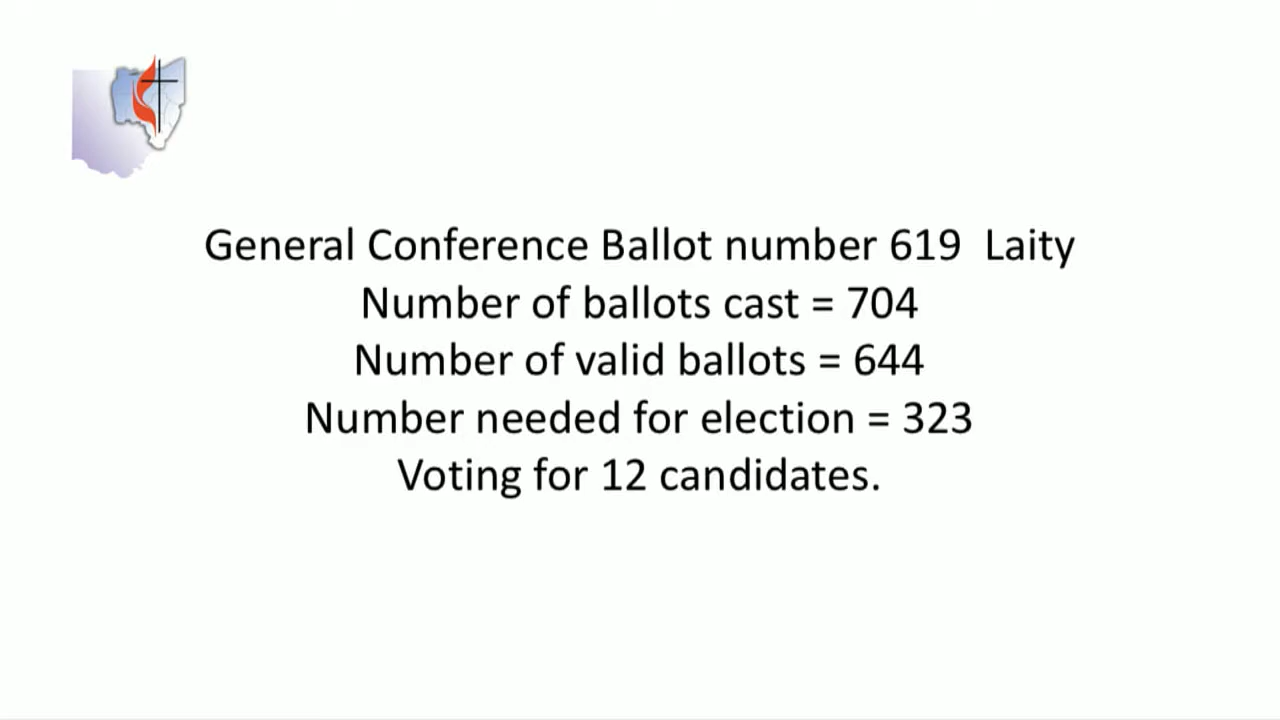 General Conference Ballot number 619  Laity
Number of ballots cast = 704
Number of valid ballots = 644
Number needed for election = 323
Voting for 12 candidates.